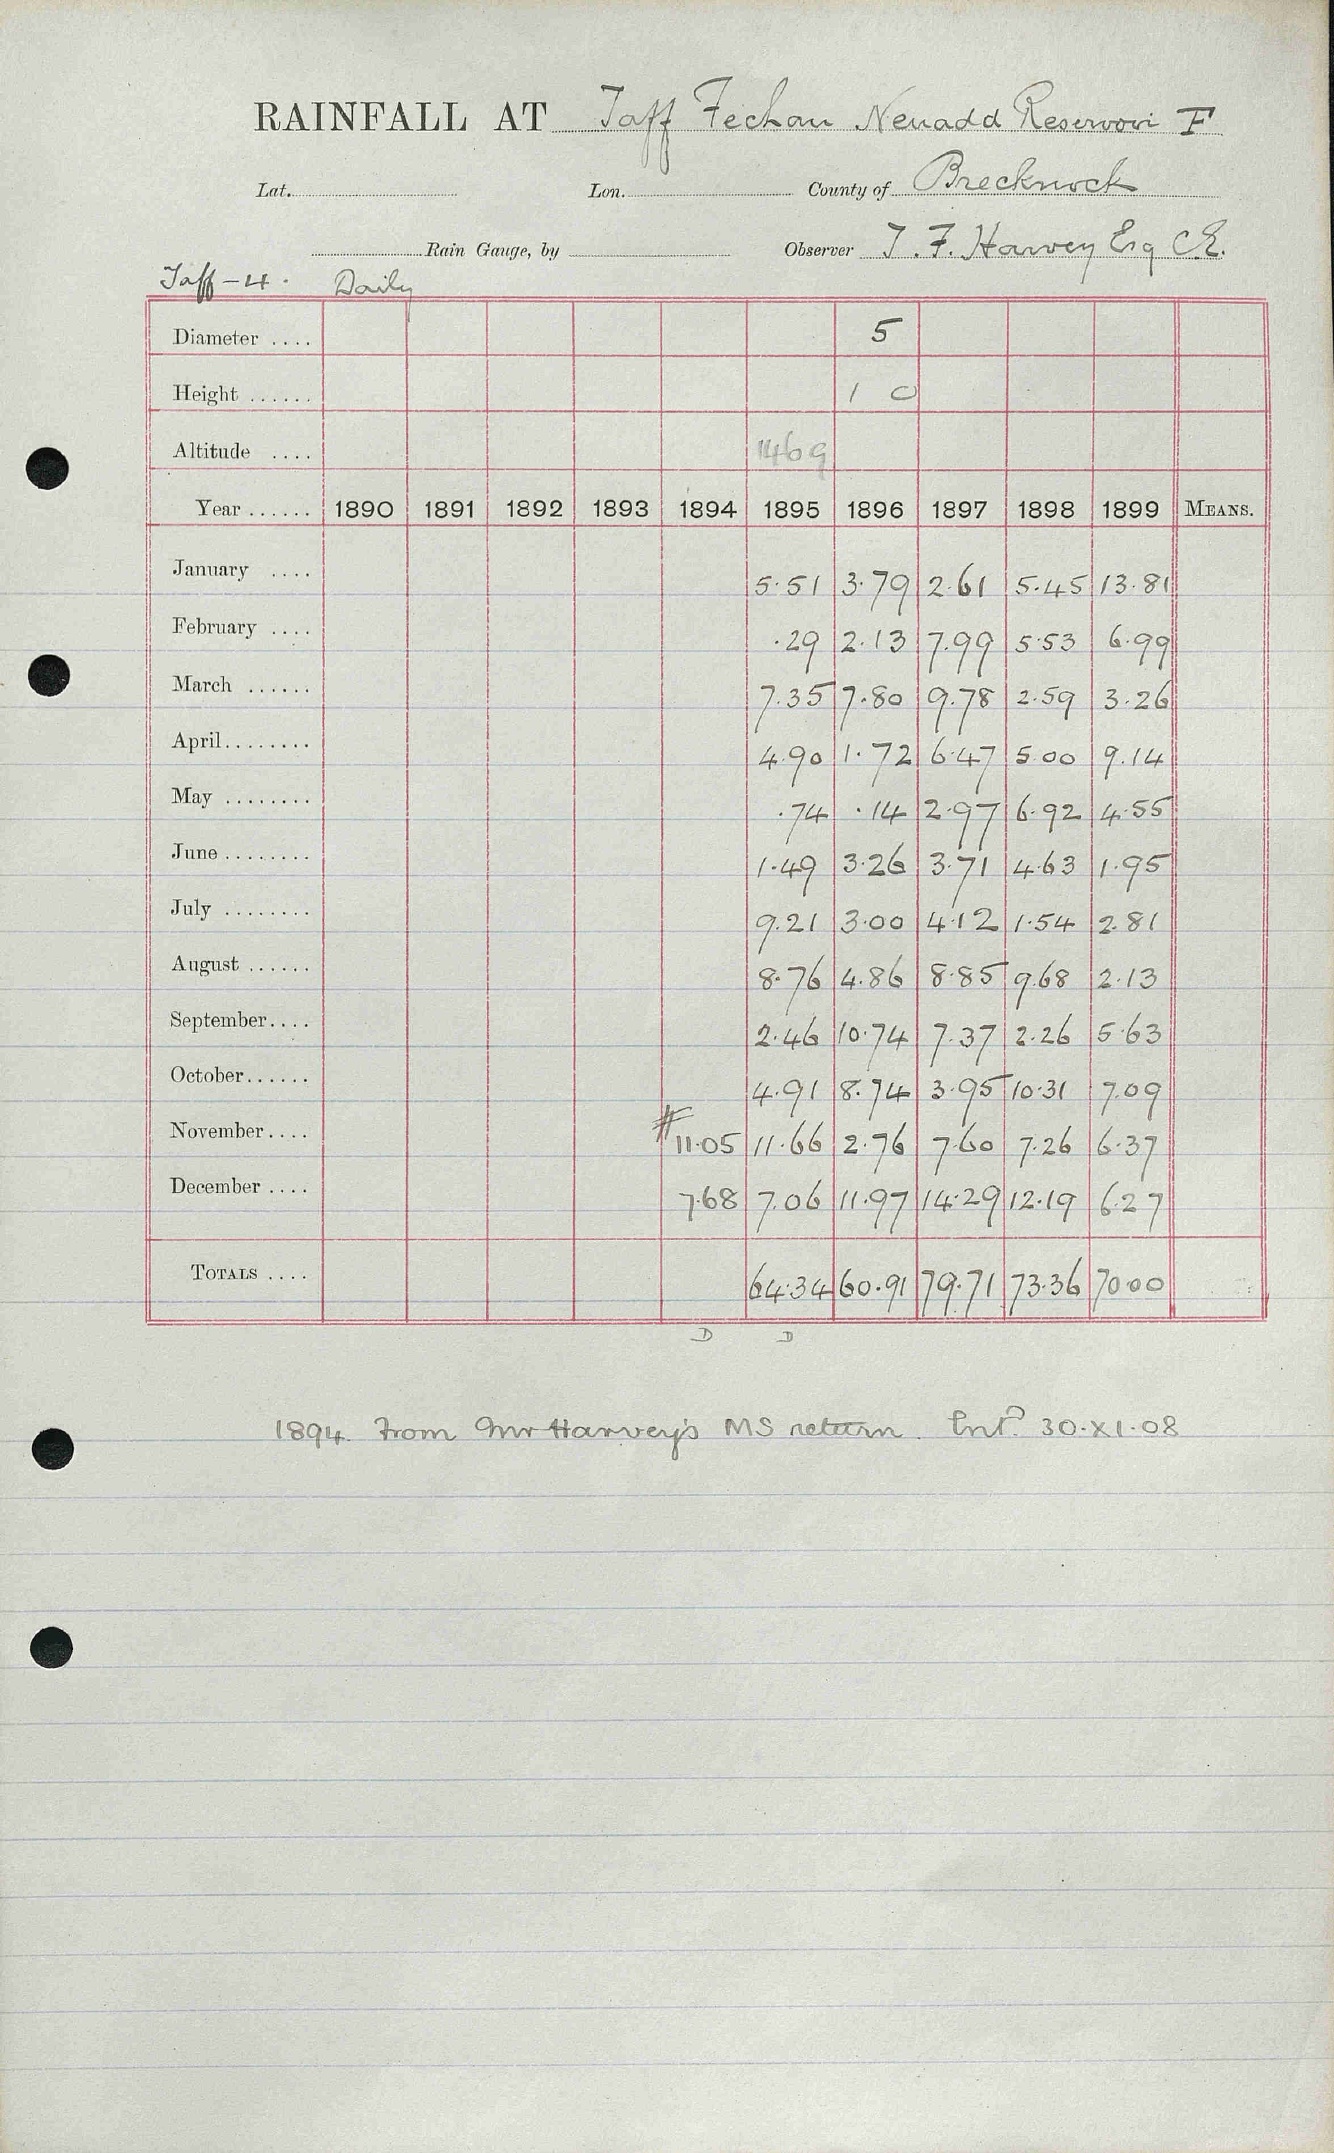 RAINFALL AT Taff Fechan Neuadd Reservoir F
Lat. Lon. County of Brecknock
Rain Gauge, by Observer T. F. Harvey Esq C.E.
Taff-4. Daily
Diameter .... 5
Height ...... 1 0
Altitude .... 1469
Year ...... 1890 1891 1892 1893 1894 1895 1896 1897 1898 1899 MEANS.
January .... 5.51 3.79 2.61 5.45 13.81
February .... .29 2.13 7.99 5.53 6.99
March ...... 7.35 7.80 9.78 2.59 3.26
April........ 4.90 1.72 6.47 5.00 9.14
May ........ .74 .14 2.97 6.92 4.55
June ........ 1.49 3.26 3.71 4.63 1.95
July ........ 9.21 3.00 4.12 1.54 2.81
August ...... 8.76 4.86 8.85 9.68 2.13
September.... 2.46 10.74 7.37 2.26 5.63
October...... 4.91 8.74 3.95 10.31 7.09
November.... # 11.05 11.66 2.76 7.60 7.26 6.37
December .... 7.68 7.06 11.97 14.29 12.19 6.27
TOTALS .... 64.34 60.91 79.71 73.36 70.00
D D
1894. From Mr Harvey's MS return. Entd 30.XI.08